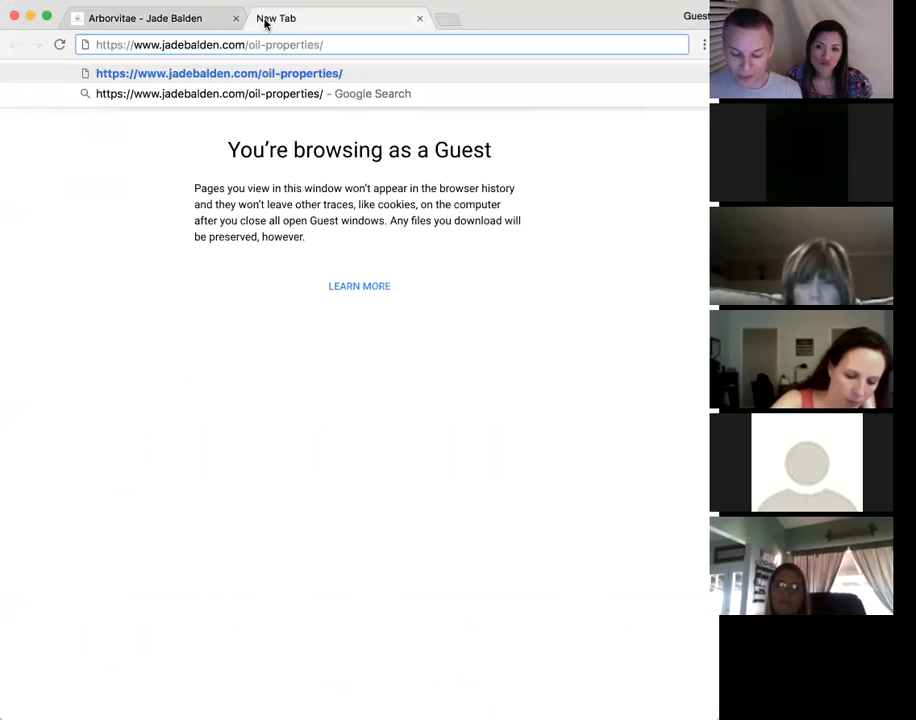 Arborvitae - Jade Balden
New Tab
Guest
https://www.jadebalden.com/oil-properties/
https://www.jadebalden.com/oil-properties/
https://www.jadebalden.com/oil-properties/ - Google Search
You’re browsing as a Guest
Pages you view in this window won’t appear in the browser history
and they won’t leave other traces, like cookies, on the computer
after you close all open Guest windows. Any files you download will
be preserved, however.
LEARN MORE